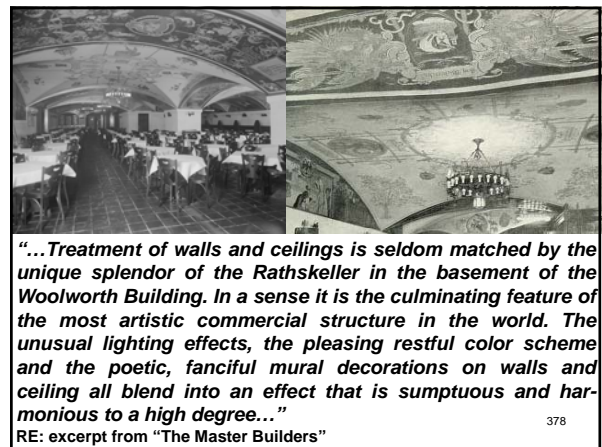 “…Treatment of walls and ceilings is seldom matched by the
unique splendor of the Rathskeller in the basement of the
Woolworth Building. In a sense it is the culminating feature of
the most artistic commercial structure in the world. The
unusual lighting effects, the pleasing restful color scheme
and the poetic, fanciful mural decorations on walls and
ceiling all blend into an effect that is sumptuous and har-
monious to a high degree…”
RE: excerpt from “The Master Builders”
378